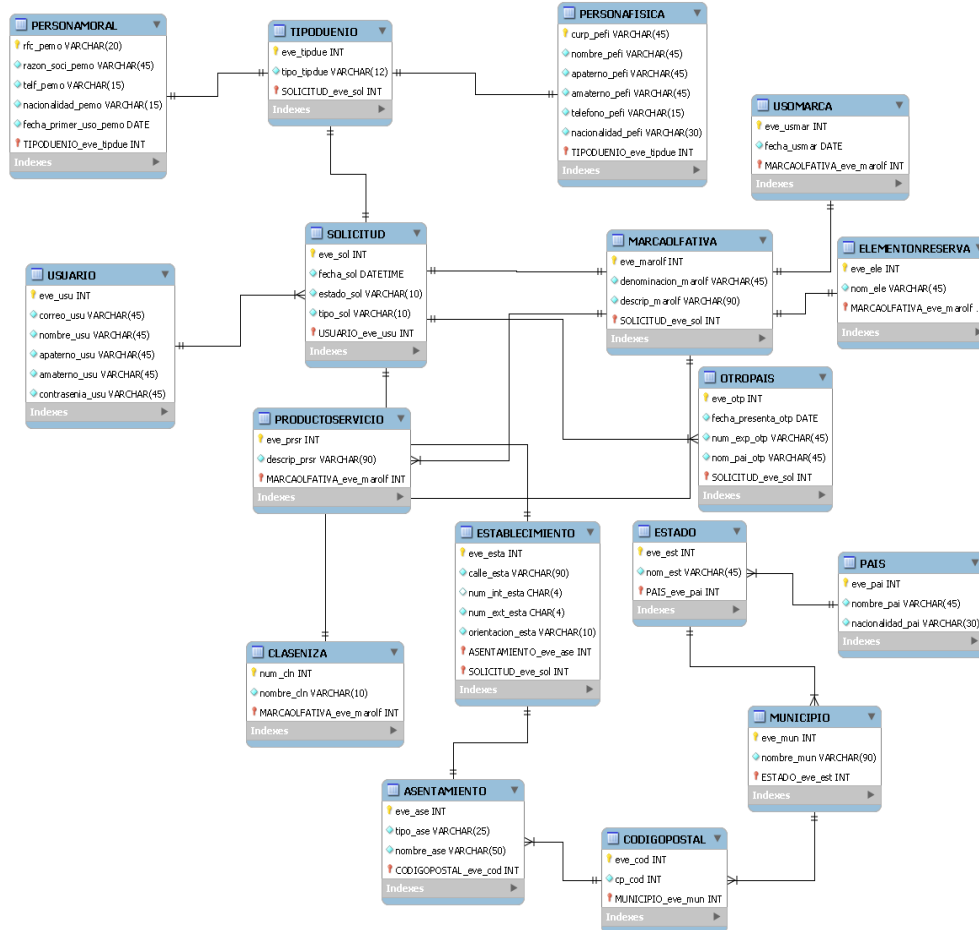 PERSONAMORAL
rfc_pemo VARCHAR(20)
razon_soci_pemo VARCHAR(45)
telf_pemo VARCHAR(15)
nacionalidad_pemo VARCHAR(15)
fecha_primer_uso_pemo DATE
TIPODUENIO_eve_tipdue INT
Indexes
TIPODUENIO
eve_tipdue INT
tipo_tipdue VARCHAR(12)
SOLICITUD_eve_sol INT
Indexes
PERSONAFISICA
curp_pefi VARCHAR(45)
nombre_pefi VARCHAR(45)
apaterno_pefi VARCHAR(45)
amaterno_pefi VARCHAR(45)
telefono_pefi VARCHAR(15)
nacionalidad_pefi VARCHAR(30)
TIPODUENIO_eve_tipdue INT
Indexes
USOMARCA
eve_usmar INT
fecha_usmar DATE
MARCAOLFATIVA_eve_marolf INT
Indexes
USUARIO
eve_usu INT
correo_usu VARCHAR(45)
nombre_usu VARCHAR(45)
apaterno_usu VARCHAR(45)
amaterno_usu VARCHAR(45)
contrasenia_usu VARCHAR(45)
Indexes
SOLICITUD
eve_sol INT
fecha_sol DATETIME
estado_sol VARCHAR(10)
tipo_sol VARCHAR(10)
USUARIO_eve_usu INT
Indexes
MARCAOLFATIVA
eve_marolf INT
denominacion_marolf VARCHAR(45)
descrip_marolf VARCHAR(90)
SOLICITUD_eve_sol INT
Indexes
ELEMENTONRESERVA
eve_ele INT
nom_ele VARCHAR(45)
MARCAOLFATIVA_eve_marolf ..
Indexes
PRODUCTOSERVICIO
eve_prsr INT
descrip_prsr VARCHAR(90)
MARCAOLFATIVA_eve_marolf INT
Indexes
OTROPAIS
eve_otp INT
fecha_presenta_otp DATE
num_exp_otp VARCHAR(45)
nom_pai_otp VARCHAR(45)
SOLICITUD_eve_sol INT
Indexes
ESTABLECIMIENTO
eve_esta INT
calle_esta VARCHAR(90)
num_int_esta CHAR(4)
num_ext_esta CHAR(4)
orientacion_esta VARCHAR(10)
ASENTAMIENTO_eve_ase INT
SOLICITUD_eve_sol INT
Indexes
ESTADO
eve_est INT
nom_est VARCHAR(45)
PAIS_eve_pai INT
Indexes
PAIS
eve_pai INT
nombre_pai VARCHAR(45)
nacionalidad_pai VARCHAR(30)
Indexes
CLASENIZA
num_cln INT
nombre_cln VARCHAR(10)
MARCAOLFATIVA_eve_marolf INT
Indexes
MUNICIPIO
eve_mun INT
nombre_mun VARCHAR(90)
ESTADO_eve_est INT
Indexes
ASENTAMIENTO
eve_ase INT
tipo_ase VARCHAR(25)
nombre_ase VARCHAR(50)
CODIGOPOSTAL_eve_cod INT
Indexes
CODIGOPOSTAL
eve_cod INT
cp_cod INT
MUNICIPIO_eve_mun INT
Indexes